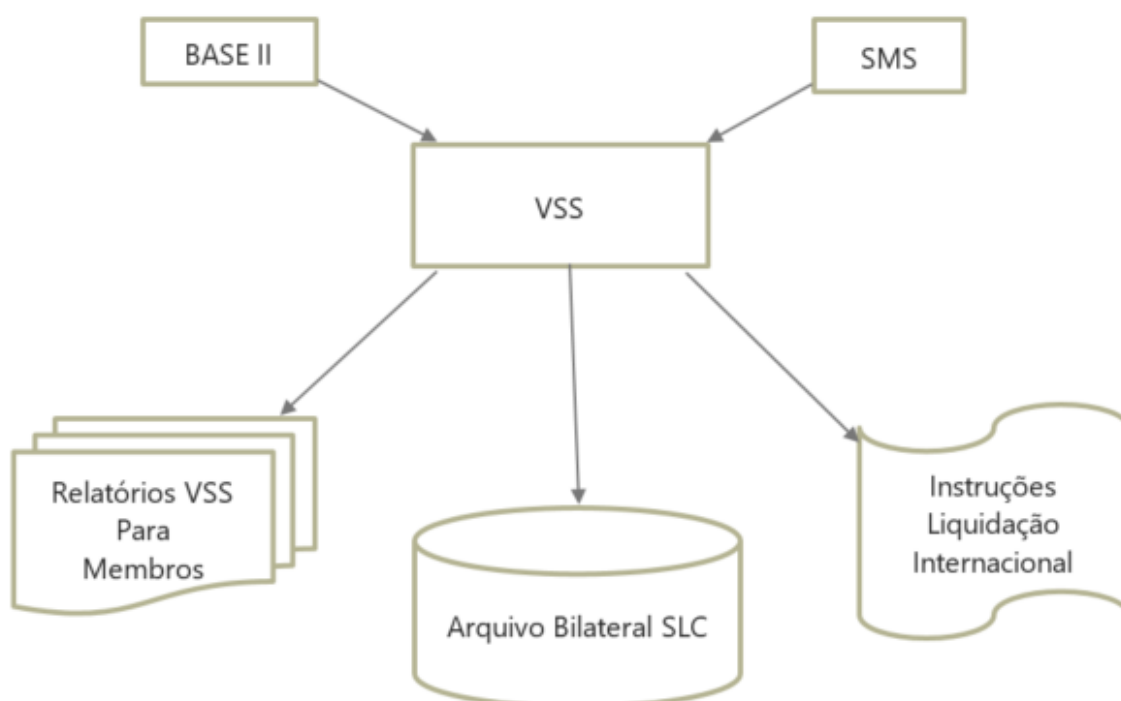 BASE II
SMS
VSS
Relatórios VSS
Para
Membros
Arquivo Bilateral SLC
Instruções
Liquidação
Internacional